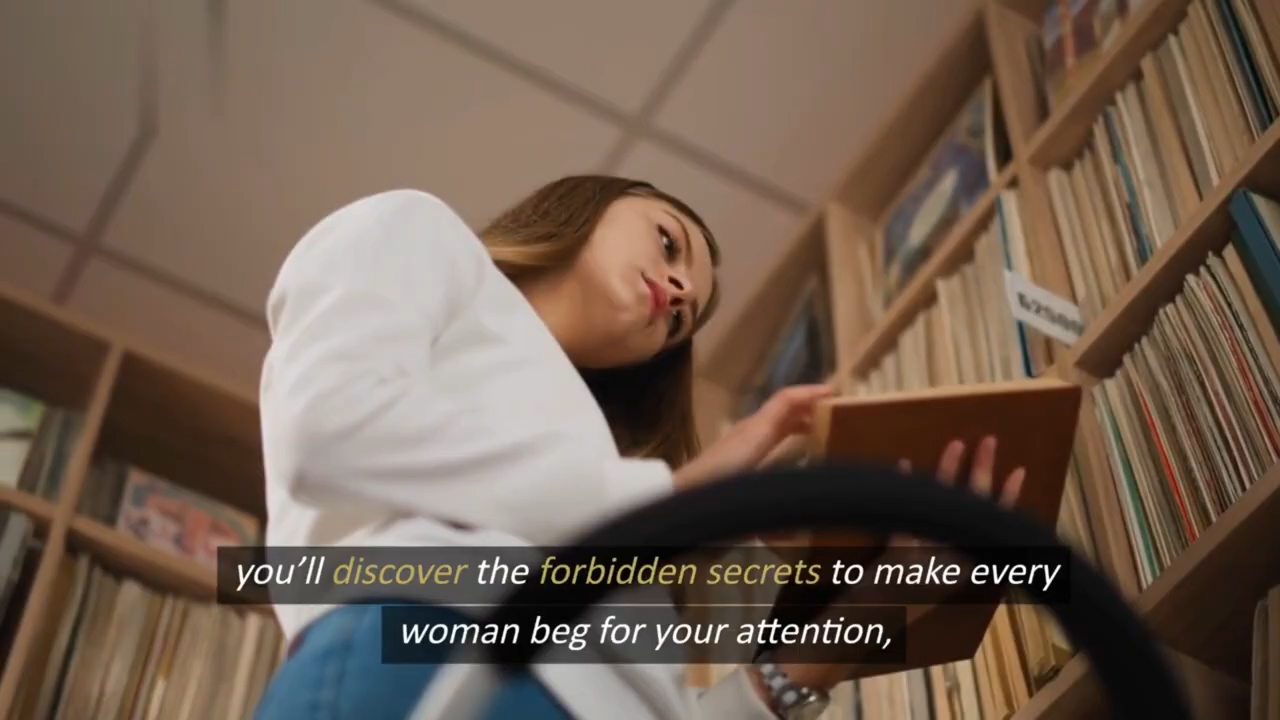 you'll discover the forbidden secrets to make every
woman beg for your attention,